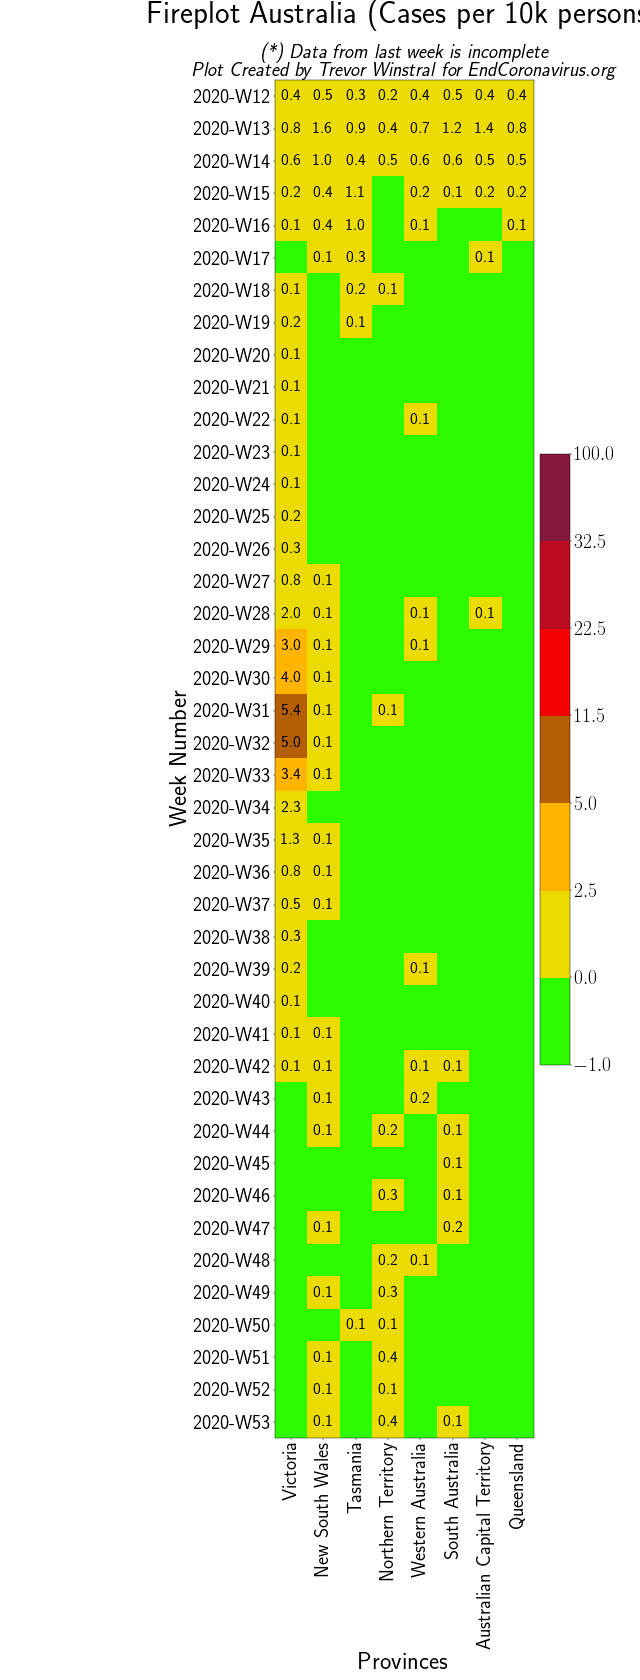 Fireplot Australia (Cases per 10k persons
(*) Data from last week is incomplete
Plot Created by Trevor Winstral for EndCoronavirus.org
2020-W12 0.4 0.5 0.3 0.2 0.4 0.5 0.4 0.4
2020-W13 0.8 1.6 0.9 0.4 0.7 1.2 1.4 0.8
2020-W14 0.6 1.0 0.4 0.5 0.6 0.6 0.5 0.5
2020-W15 0.2 0.4 1.1 0.2 0.1 0.2 0.2
2020-W16 0.1 0.4 1.0 0.1 0.1
2020-W17 0.1 0.3 0.1
2020-W18 0.1 0.2 0.1
2020-W19 0.2 0.1
2020-W20 0.1
2020-W21 0.1
2020-W22 0.1 0.1
2020-W23 0.1
2020-W24 0.1
2020-W25 0.2
2020-W26 0.3
2020-W27 0.8 0.1
2020-W28 2.0 0.1 0.1 0.1
2020-W29 3.0 0.1 0.1
2020-W30 4.0 0.1
2020-W31 5.4 0.1 0.1
2020-W32 5.0 0.1
2020-W33 3.4 0.1
2020-W34 2.3
2020-W35 1.3 0.1
2020-W36 0.8 0.1
2020-W37 0.5 0.1
2020-W38 0.3
2020-W39 0.2 0.1
2020-W40 0.1
2020-W41 0.1 0.1
2020-W42 0.1 0.1 0.1 0.1
2020-W43 0.1 0.2
2020-W44 0.1 0.2 0.1
2020-W45 0.1
2020-W46 0.3 0.1
2020-W47 0.1 0.2
2020-W48 0.2 0.1
2020-W49 0.1 0.3
2020-W50 0.1 0.1
2020-W51 0.1 0.4
2020-W52 0.1 0.1
2020-W53 0.1 0.4 0.1
Week Number
Victoria
New South Wales
Tasmania
Northern Territory
Western Australia
South Australia
Australian Capital Territory
Queensland
Provinces
100.0
32.5
22.5
11.5
5.0
2.5
0.0
−1.0